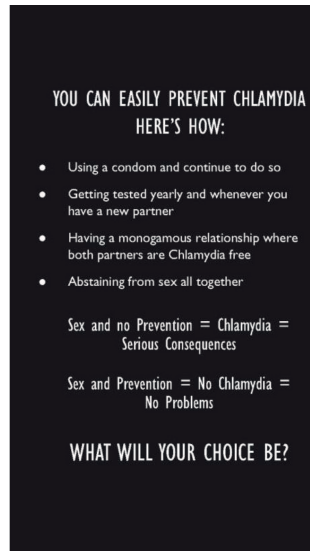 YOU CAN EASILY PREVENT CHLAMYDIA
HERE'S HOW:
● Using a condom and continue to do so
● Getting tested yearly and whenever you
have a new partner
● Having a monogamous relationship where
both partners are Chlamydia free
● Abstaining from sex all together
Sex and no Prevention = Chlamydia =
Serious Consequences
Sex and Prevention = No Chlamydia =
No Problems
WHAT WILL YOUR CHOICE BE?